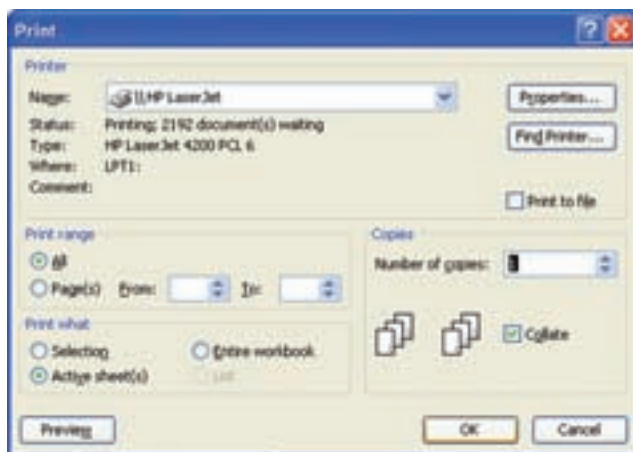 Print
Printer
Name: \\HP LaserJet
Properties...
Status: Printing; 2192 document(s) waiting
Find Printer...
Type: HP LaserJet 4200 PCL 6
Where: LPT1:
Comment:
Print to file
Print range
All
Page(s) From: To:
Copies
Number of copies: 1
Collate
Print what
Selection Entire workbook
Active sheet(s) List
Preview OK Cancel